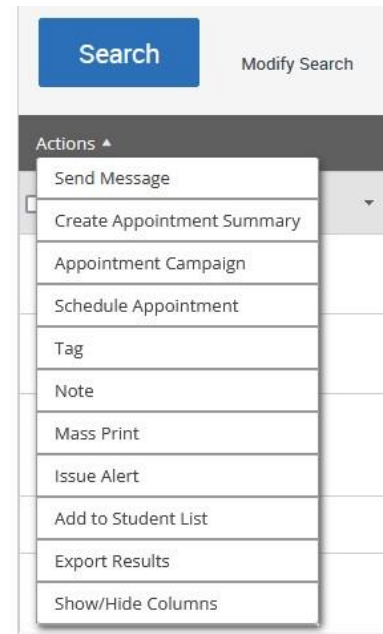 Search
Modify Search
Actions
Send Message
Create Appointment Summary
Appointment Campaign
Schedule Appointment
Tag
Note
Mass Print
Issue Alert
Add to Student List
Export Results
Show/Hide Columns